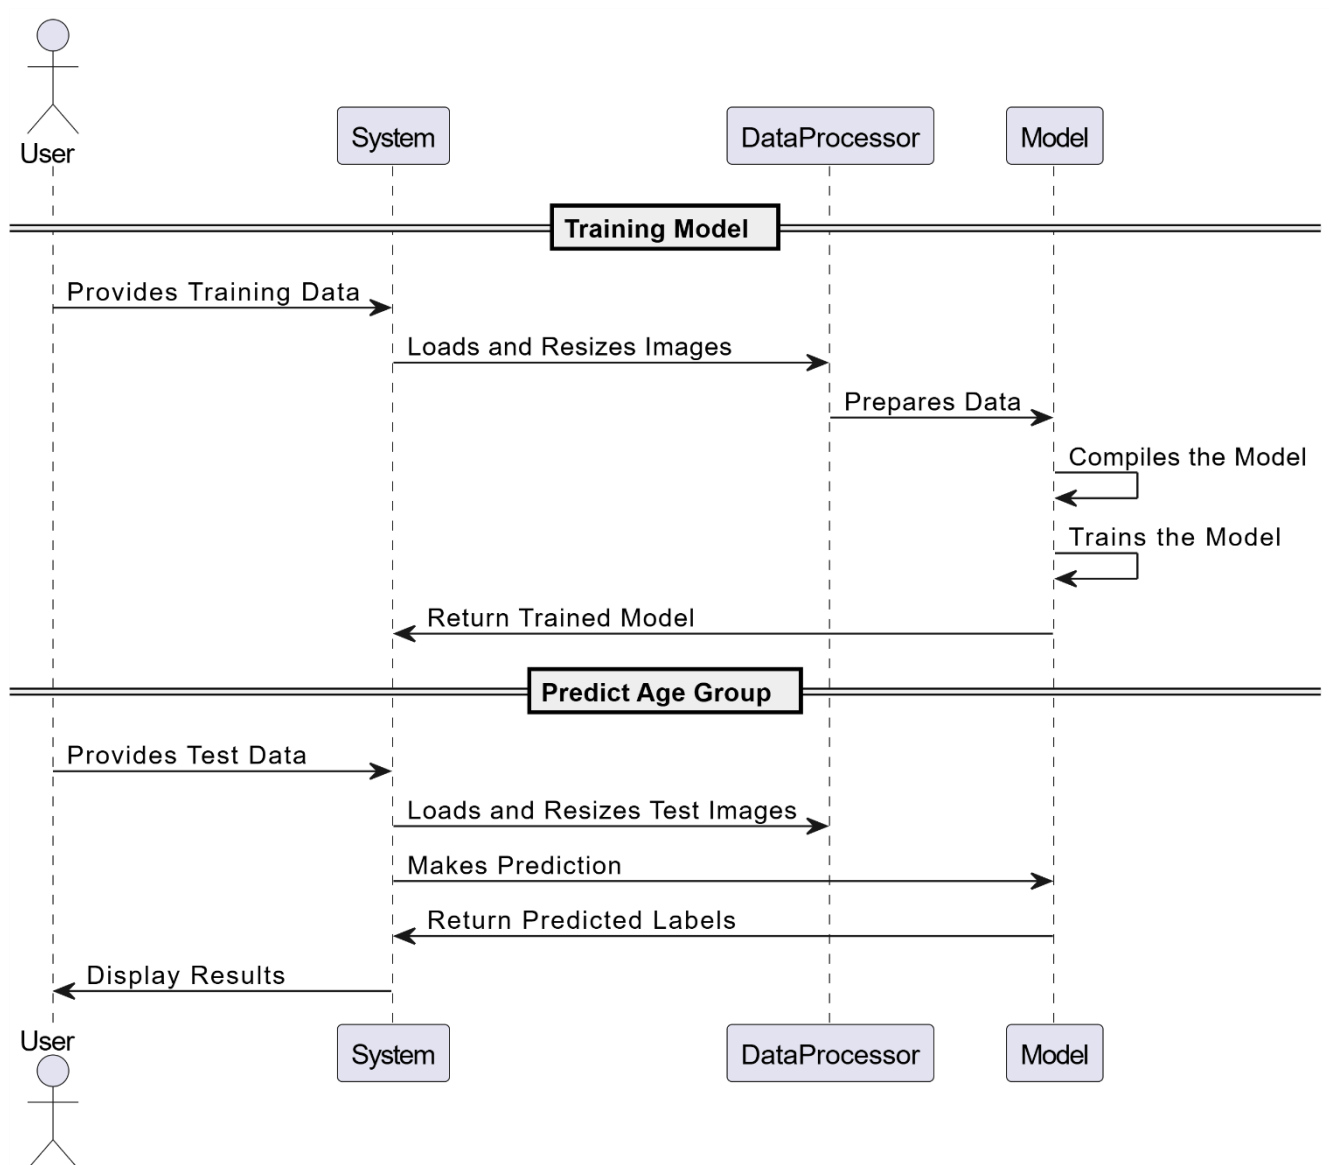 User
System
DataProcessor
Model
Training Model
Provides Training Data
Loads and Resizes Images
Prepares Data
Compiles the Model
Trains the Model
Return Trained Model
Predict Age Group
Provides Test Data
Loads and Resizes Test Images
Makes Prediction
Return Predicted Labels
Display Results
User
System
DataProcessor
Model